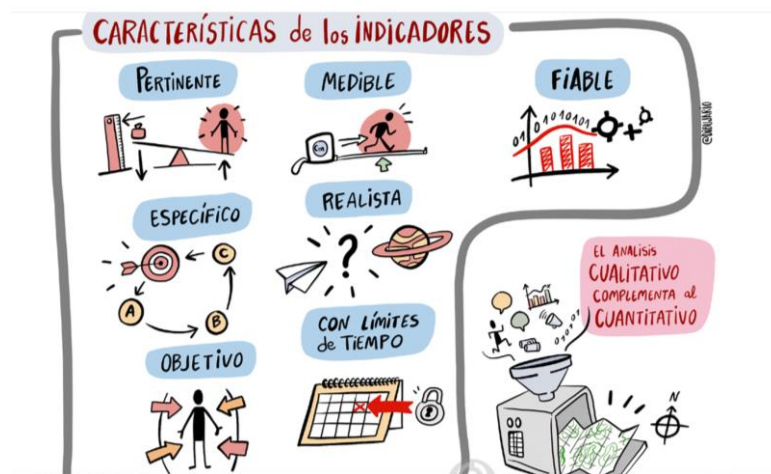 CARACTERÍSTICAS de los INDICADORES
PERTINENTE
MEDIBLE
FiABLE
01010101
ESPECÍFICO
C
A
B
REALISTA
?
OBJETIVO
CON LÍMITES
de TIEMPO
EL ANALISIS
CUALITATIVO
COMPLEMENTA al
CUANTITATIVO
N